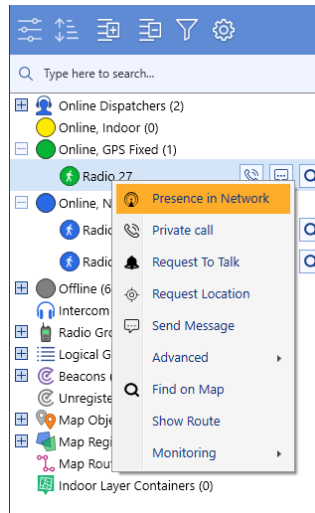 Type here to search...
Online Dispatchers (2)
Online, Indoor (0)
Online, GPS Fixed (1)
Radio 27
Online, N
Radio
Radio
Offline (6
Intercom
Radio Gro
Logical G
Beacons
Unregiste
Map Obje
Map Regi
Map Rou
Indoor Layer Containers (0)
Presence in Network
Private call
Request To Talk
Request Location
Send Message
Advanced
Find on Map
Show Route
Monitoring